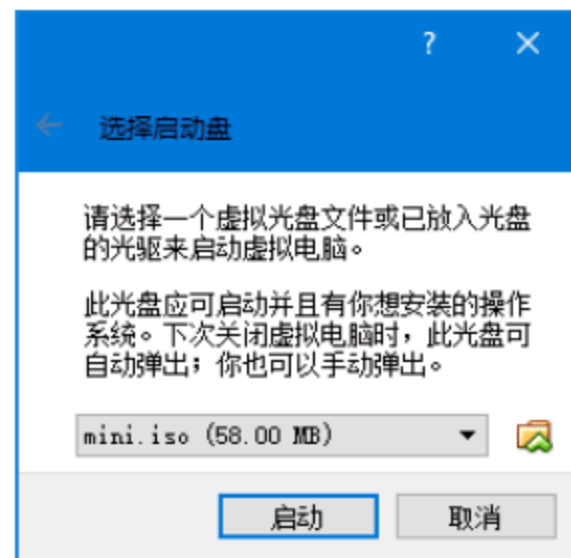 ?
选择启动盘
请选择一个虚拟光盘文件或已放入光盘
的光驱来启动虚拟电脑。
此光盘应可启动并且有你想安装的操作
系统。下次关闭虚拟电脑时，此光盘可
自动弹出；你也可以手动弹出。
mini.iso (58.00 MB)
启动 取消